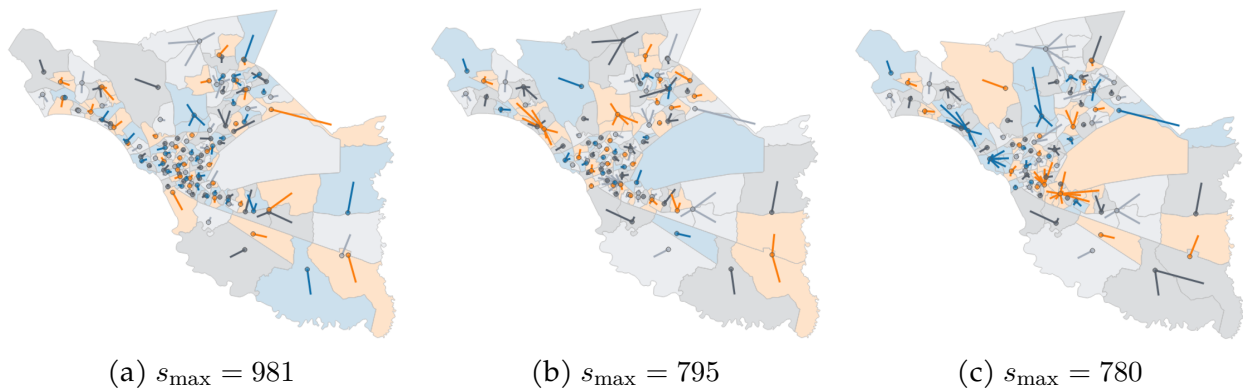 (a) s_max = 981 (b) s_max = 795 (c) s_max = 780